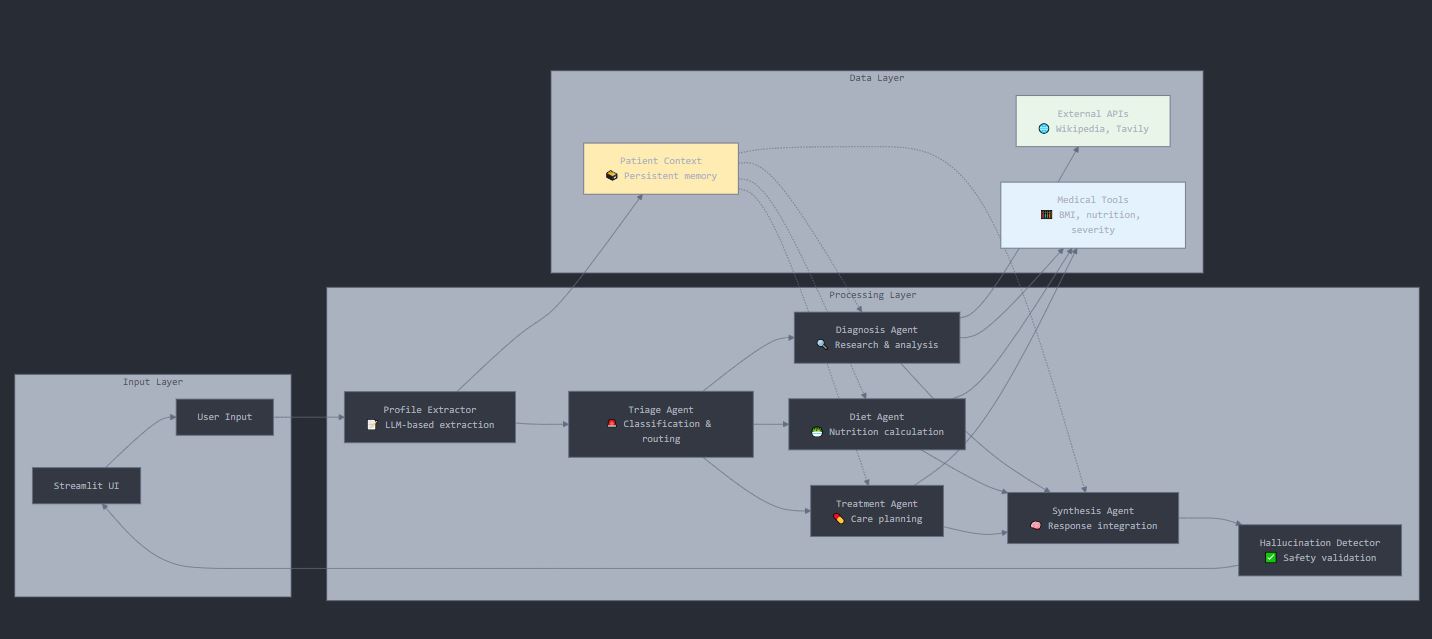 Data Layer
External APIs
🌐 Wikipedia, Tavily
Patient Context
🗳 Persistent memory
Medical Tools
🧮 BMI, nutrition,
severity
Processing Layer
Diagnosis Agent
🔍 Research & analysis
Input Layer
User Input
Profile Extractor
📝 LLM-based extraction
Triage Agent
🚨 Classification &
routing
Diet Agent
🥗 Nutrition calculation
Streamlit UI
Treatment Agent
💊 Care planning
Synthesis Agent
🧠 Response integration
Hallucination Detector
✅ Safety validation